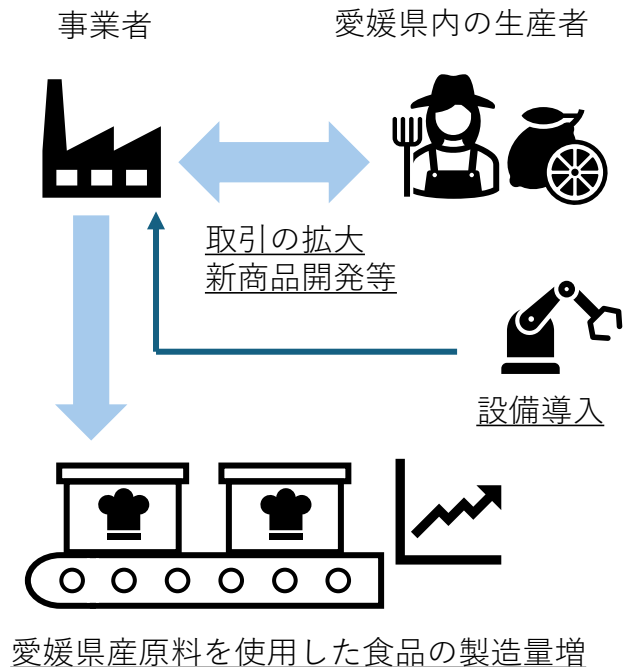 事業者
愛媛県内の生産者
取引の拡大
新商品開発等
設備導入
愛媛県産原料を使用した食品の製造量増